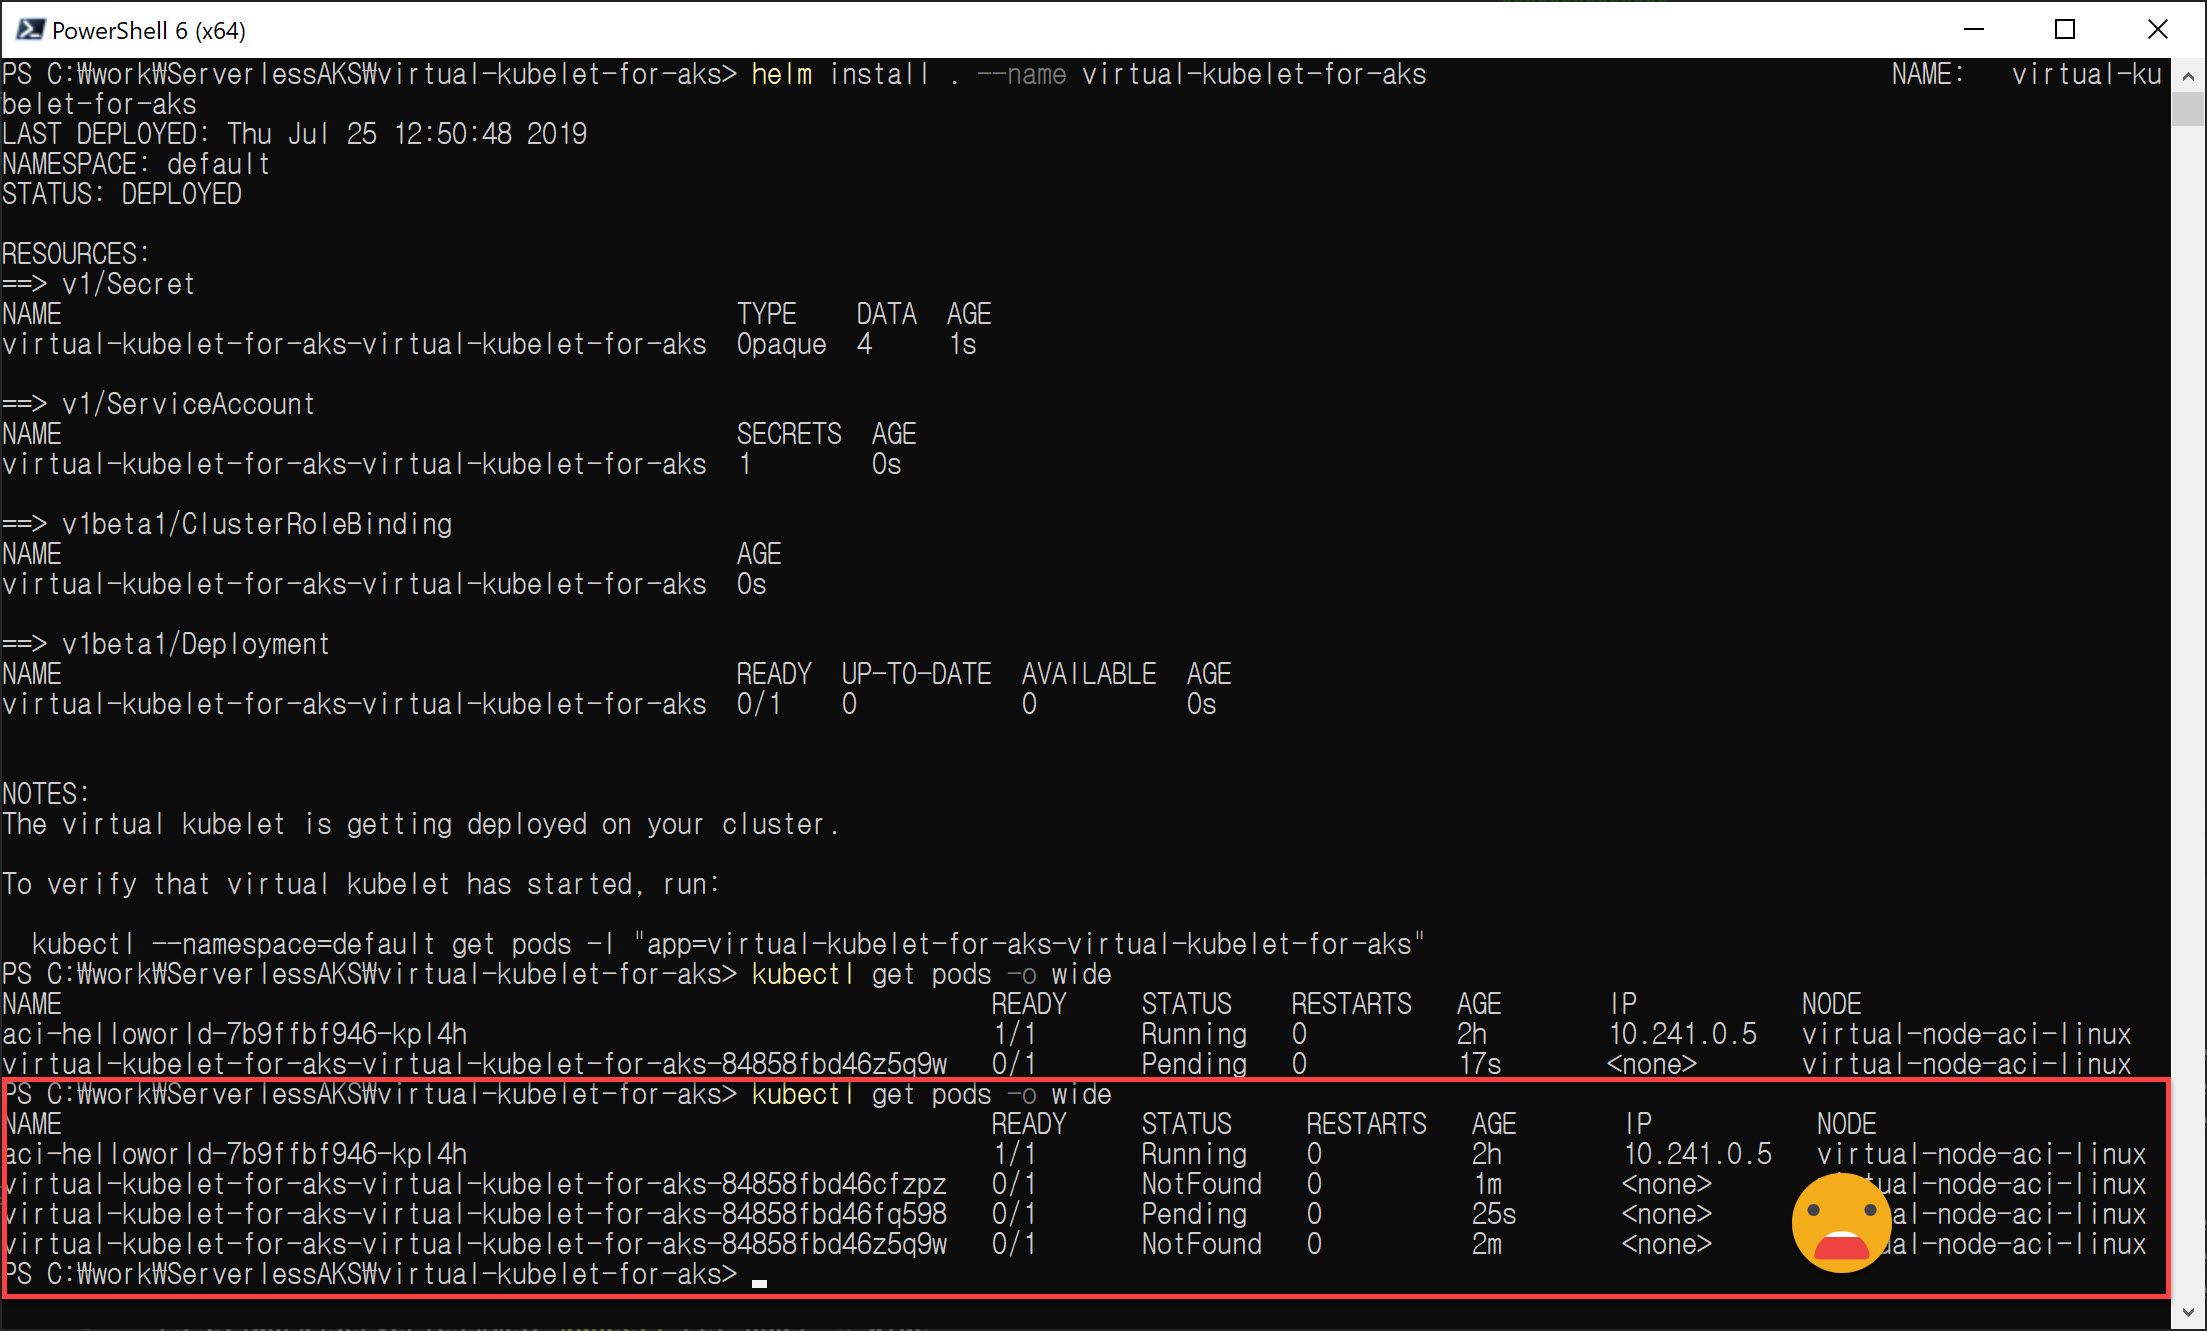 PowerShell 6 (x64)
PS C:₩work₩ServerlessAKS₩virtual-kubelet-for-aks> helm install . --name virtual-kubelet-for-aks NAME: virtual-ku
belet-for-aks
LAST DEPLOYED: Thu Jul 25 12:50:48 2019
NAMESPACE: default
STATUS: DEPLOYED
RESOURCES:
==> v1/Secret
NAME TYPE DATA AGE
virtual-kubelet-for-aks-virtual-kubelet-for-aks Opaque 4 1s
==> v1/ServiceAccount
NAME SECRETS AGE
virtual-kubelet-for-aks-virtual-kubelet-for-aks 1 0s
==> v1beta1/ClusterRoleBinding
NAME AGE
virtual-kubelet-for-aks-virtual-kubelet-for-aks 0s
==> v1beta1/Deployment
NAME READY UP-TO-DATE AVAILABLE AGE
virtual-kubelet-for-aks-virtual-kubelet-for-aks 0/1 0 0 0s
NOTES:
The virtual kubelet is getting deployed on your cluster.
To verify that virtual kubelet has started, run:
kubectl --namespace=default get pods -l "app=virtual-kubelet-for-aks-virtual-kubelet-for-aks"
PS C:₩work₩ServerlessAKS₩virtual-kubelet-for-aks> kubectl get pods -o wide
NAME READY STATUS RESTARTS AGE IP NODE
aci-helloworld-7b9ffbf946-kpl4h 1/1 Running 0 2h 10.241.0.5 virtual-node-aci-linux
virtual-kubelet-for-aks-virtual-kubelet-for-aks-84858fbd46z5q9w 0/1 Pending 0 17s <none> virtual-node-aci-linux
PS C:₩work₩ServerlessAKS₩virtual-kubelet-for-aks> kubectl get pods -o wide
NAME READY STATUS RESTARTS AGE IP NODE
aci-helloworld-7b9ffbf946-kpl4h 1/1 Running 0 2h 10.241.0.5 virtual-node-aci-linux
virtual-kubelet-for-aks-virtual-kubelet-for-aks-84858fbd46cfzpz 0/1 NotFound 0 1m <none> tual-node-aci-linux
virtual-kubelet-for-aks-virtual-kubelet-for-aks-84858fbd46fq598 0/1 Pending 0 25s <none> al-node-aci-linux
virtual-kubelet-for-aks-virtual-kubelet-for-aks-84858fbd46z5q9w 0/1 NotFound 0 2m <none> al-node-aci-linux
PS C:₩work₩ServerlessAKS₩virtual-kubelet-for-aks>